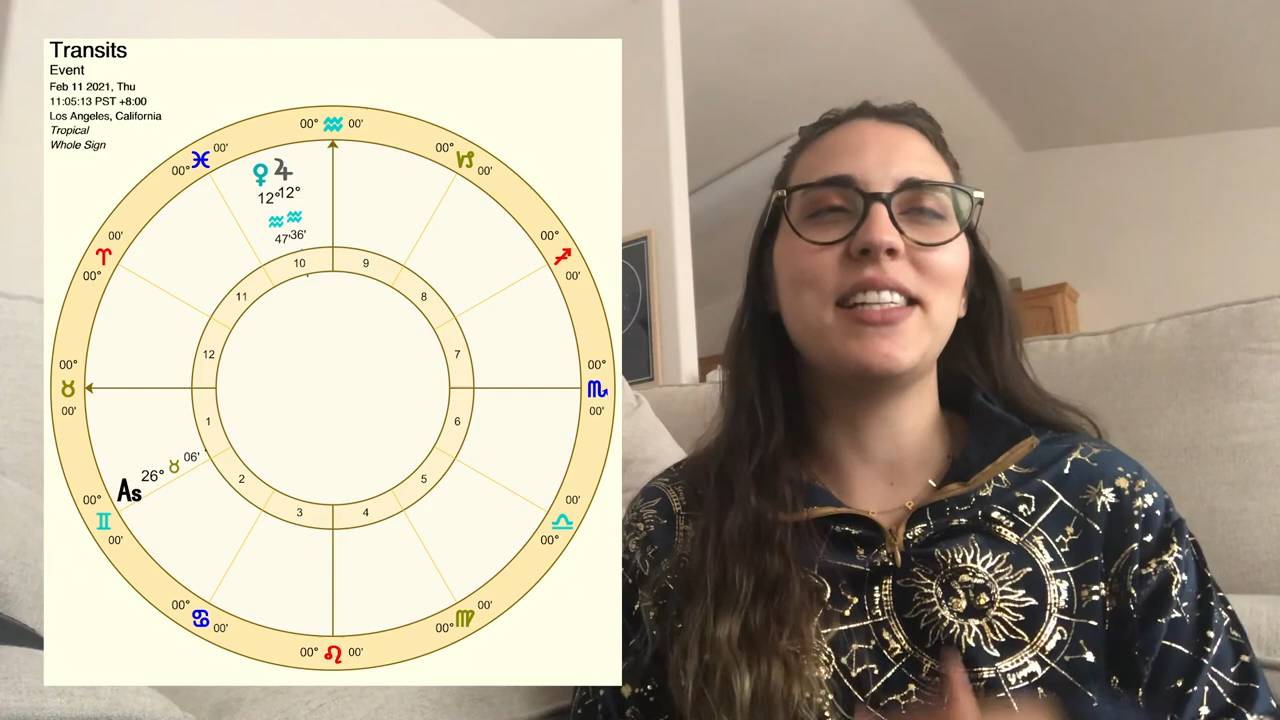 Transits
Event
Feb 11 2021, Thu
11:05:13 PST +8:00
Los Angeles, California
Tropical
Whole Sign
00° ♒ 00'
00° ♓ 00'
00° ♑ 00'
♀ ♃
12° 12°
♒ ♒
47' 36'
00' ♈ 00°
00° ♐ 00'
10 9
11 8
12 7
00° ♉ 00'
00° ♏ 00'
1 6
As 26° ♉ 06'
2 5
3 4
00° ♊ 00'
00' ♎ 00°
00° ♋ 00'
00° ♍ 00'
00° ♌ 00'